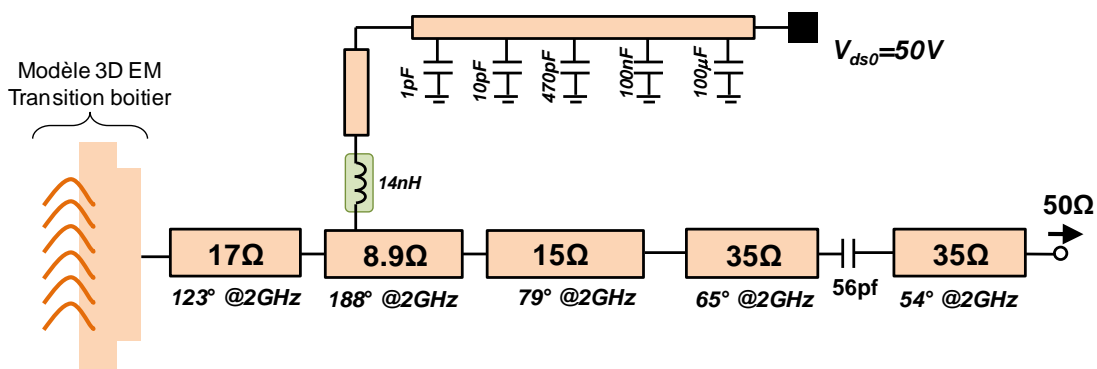 Modèle 3D EM
Transition boitier
1pF
10pF
470pF
100nF
100µF
Vds0=50V
14nH
17Ω
8.9Ω
15Ω
35Ω
35Ω
50Ω
123° @2GHz
188° @2GHz
79° @2GHz
65° @2GHz
56pf
54° @2GHz